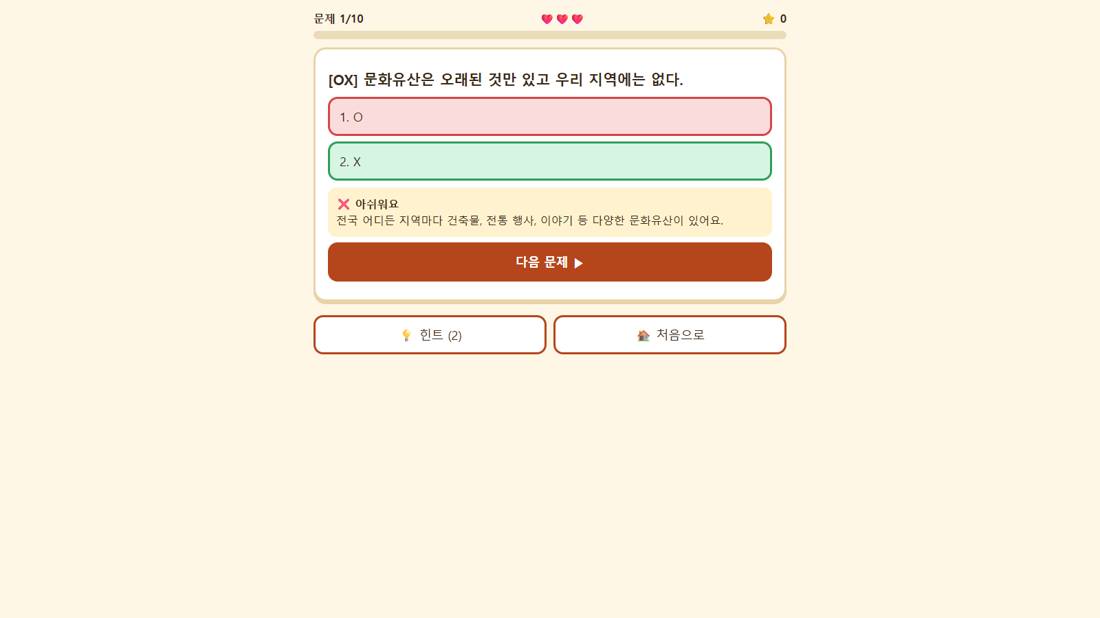 문제 1/10
0
[OX] 문화유산은 오래된 것만 있고 우리 지역에는 없다.
1. O
2. X
아쉬워요
전국 어디든 지역마다 건축물, 전통 행사, 이야기 등 다양한 문화유산이 있어요.
다음 문제 ▶
힌트 (2)
처음으로